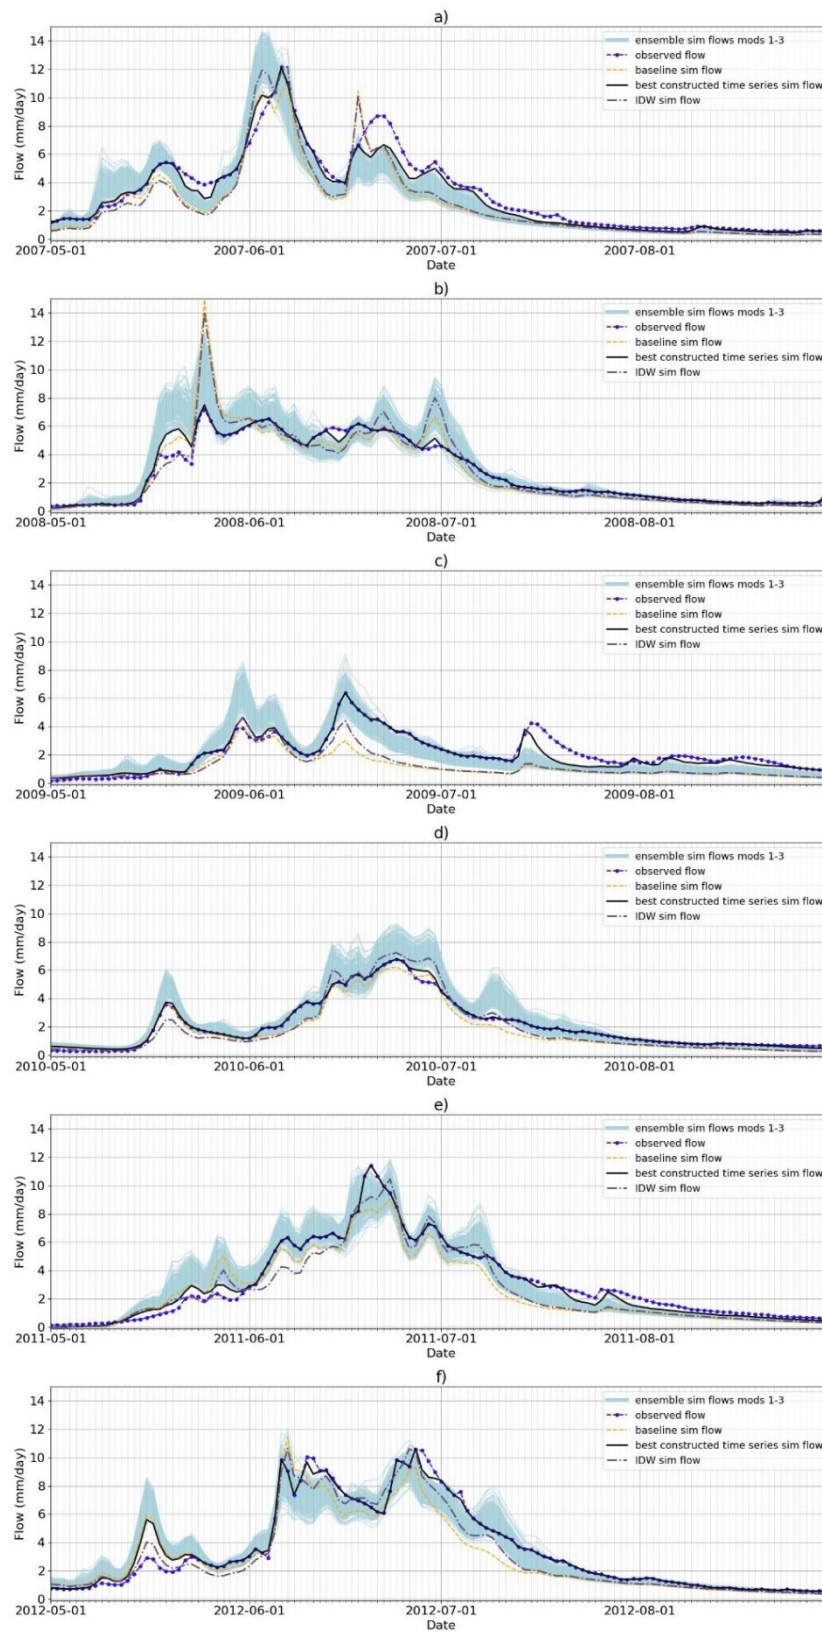 a)
14
12
10
8
6
4
2
0
Flow (mm/day)
ensemble sim flows mods 1-3
observed flow
baseline sim flow
best constructed time series sim flow
IDW sim flow
2007-05-01 2007-06-01 2007-07-01 2007-08-01
Date
b)
14
12
10
8
6
4
2
0
Flow (mm/day)
ensemble sim flows mods 1-3
observed flow
baseline sim flow
best constructed time series sim flow
IDW sim flow
2008-05-01 2008-06-01 2008-07-01 2008-08-01
Date
c)
14
12
10
8
6
4
2
0
Flow (mm/day)
ensemble sim flows mods 1-3
observed flow
baseline sim flow
best constructed time series sim flow
IDW sim flow
2009-05-01 2009-06-01 2009-07-01 2009-08-01
Date
d)
14
12
10
8
6
4
2
0
Flow (mm/day)
ensemble sim flows mods 1-3
observed flow
baseline sim flow
best constructed time series sim flow
IDW sim flow
2010-05-01 2010-06-01 2010-07-01 2010-08-01
Date
e)
14
12
10
8
6
4
2
0
Flow (mm/day)
ensemble sim flows mods 1-3
observed flow
baseline sim flow
best constructed time series sim flow
IDW sim flow
2011-05-01 2011-06-01 2011-07-01 2011-08-01
Date
f)
14
12
10
8
6
4
2
0
Flow (mm/day)
ensemble sim flows mods 1-3
observed flow
baseline sim flow
best constructed time series sim flow
IDW sim flow
2012-05-01 2012-06-01 2012-07-01 2012-08-01
Date